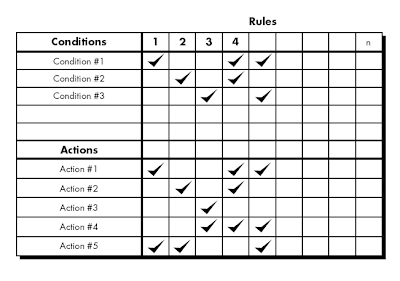 Rules
Conditions 1 2 3 4 n
Condition #1
Condition #2
Condition #3
Actions
Action #1
Action #2
Action #3
Action #4
Action #5